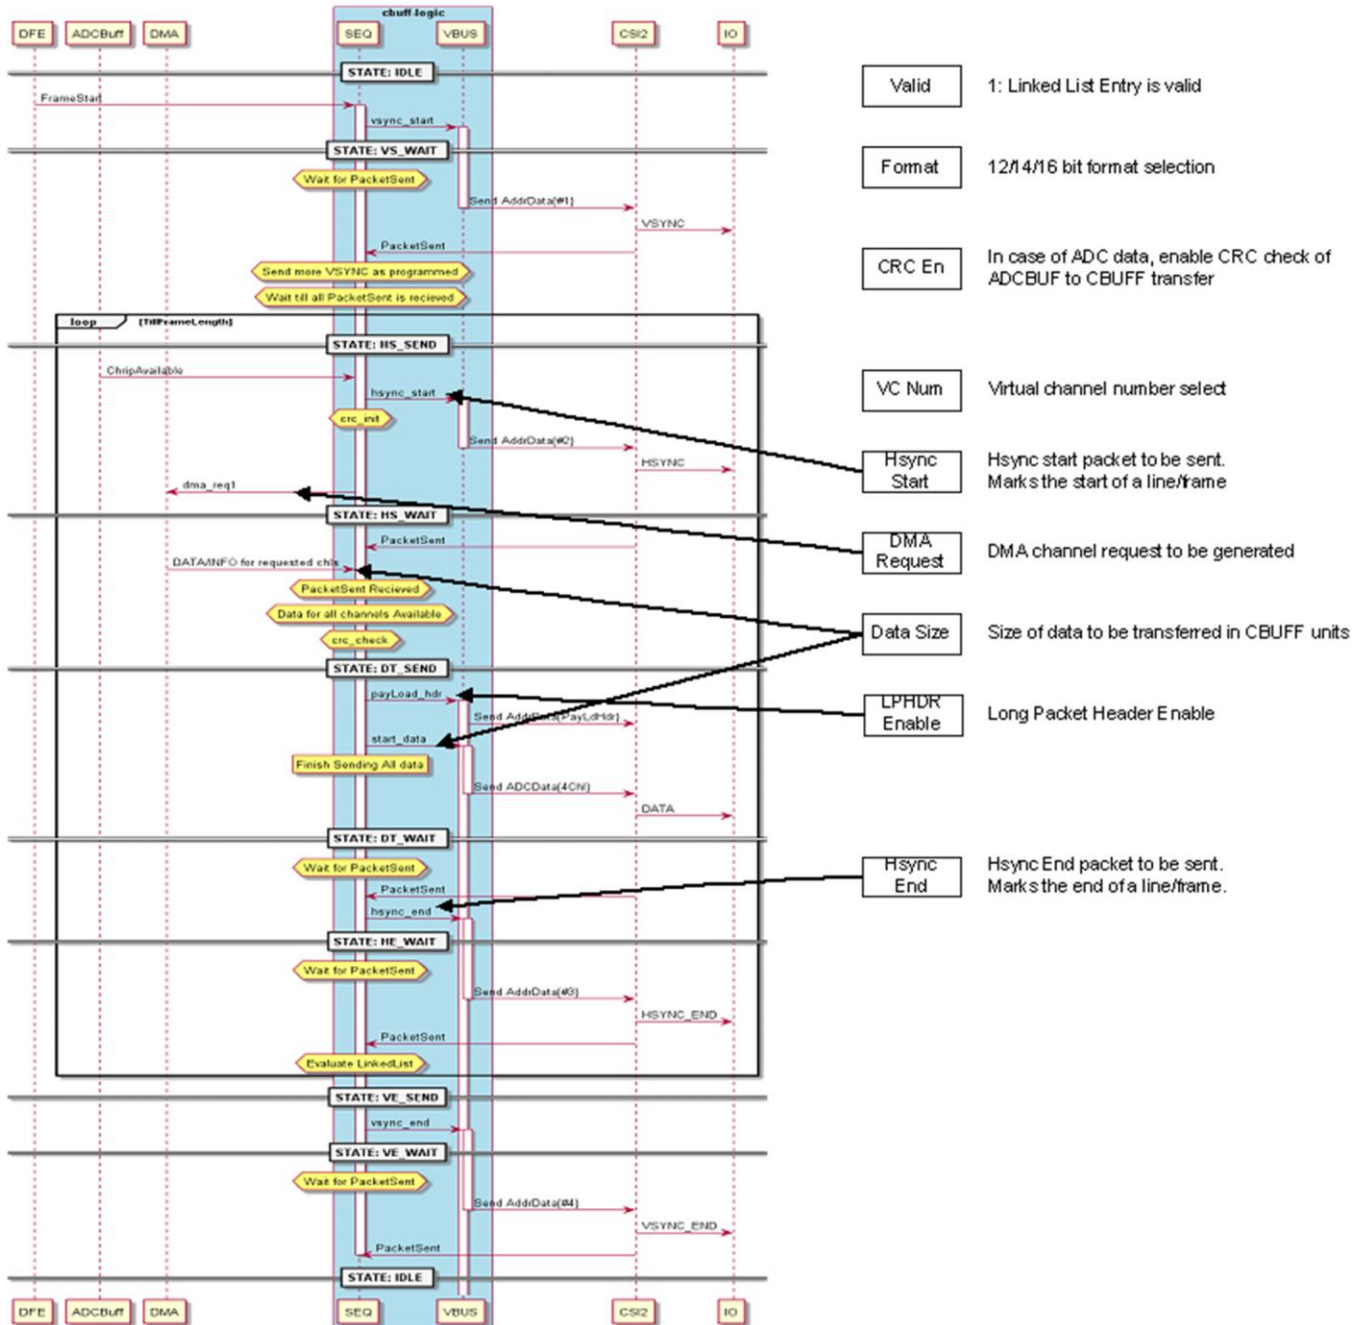 cbuff-logic
DFE ADCBuff DMA SEQ VBUS CSI2 IO
STATE: IDLE
Valid 1: Linked List Entry is valid
FrameStart
vsync_start
STATE: VS_WAIT
Format 12/14/16 bit format selection
Wait for PacketSent
Send AddrData(#1)
VSYNC
PacketSent
CRC En In case of ADC data, enable CRC check of
ADCBUF to CBUFF transfer
Send more VSYNC as programmed
Wait till all PacketSent is recieved
loop [TillFrameLength]
STATE: HS_SEND
ChripAvailable
VC Num Virtual channel number select
hsync_start
crc_init
Send AddrData(#2)
HSYNC
Hsync
Start
Hsync start packet to be sent.
Marks the start of a line/frame
dma_req1
STATE: HS_WAIT
PacketSent
DMA
Request
DMA channel request to be generated
DATA/INFO for requested chls
PacketSent Recieved
Data for all channels Available
crc_check
Data Size Size of data to be transferred in CBUFF units
STATE: DT_SEND
payLoad_hdr
Send AddrData(PayLdHdr)
LPHDR
Enable
Long Packet Header Enable
start_data
Finish Sending All data
Send ADCData(4Chl)
DATA
STATE: DT_WAIT
Wait for PacketSent
PacketSent
Hsync
End
Hsync End packet to be sent.
Marks the end of a line/frame.
hsync_end
STATE: HE_WAIT
Wait for PacketSent
Send AddrData(#3)
HSYNC_END
PacketSent
Evaluate LinkedList
STATE: VE_SEND
vsync_end
STATE: VE_WAIT
Wait for PacketSent
Send AddrData(#4)
VSYNC_END
PacketSent
STATE: IDLE
DFE ADCBuff DMA SEQ VBUS CSI2 IO